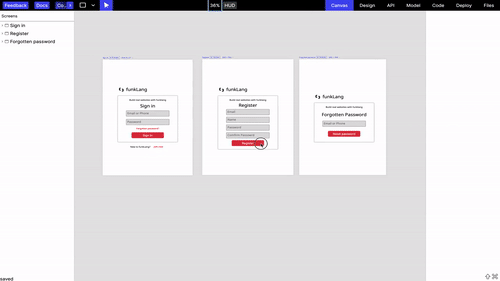 Feedback Docs Co... 36% HUD Canvas Design API Model Code Deploy Files
Screens
Sign in
Register
Forgotten password
funkLang
Build real websites with funkLang
Sign in
Email or Phone
Password
Forgotten password?
Sign in
New to funkLang? Join now
funkLang
Build real websites with funkLang
Register
Email
Name
Password
Confirm Password
Register
funkLang
Build real websites with funkLang
Forgotten Password
Email or Phone
Reset password
saved